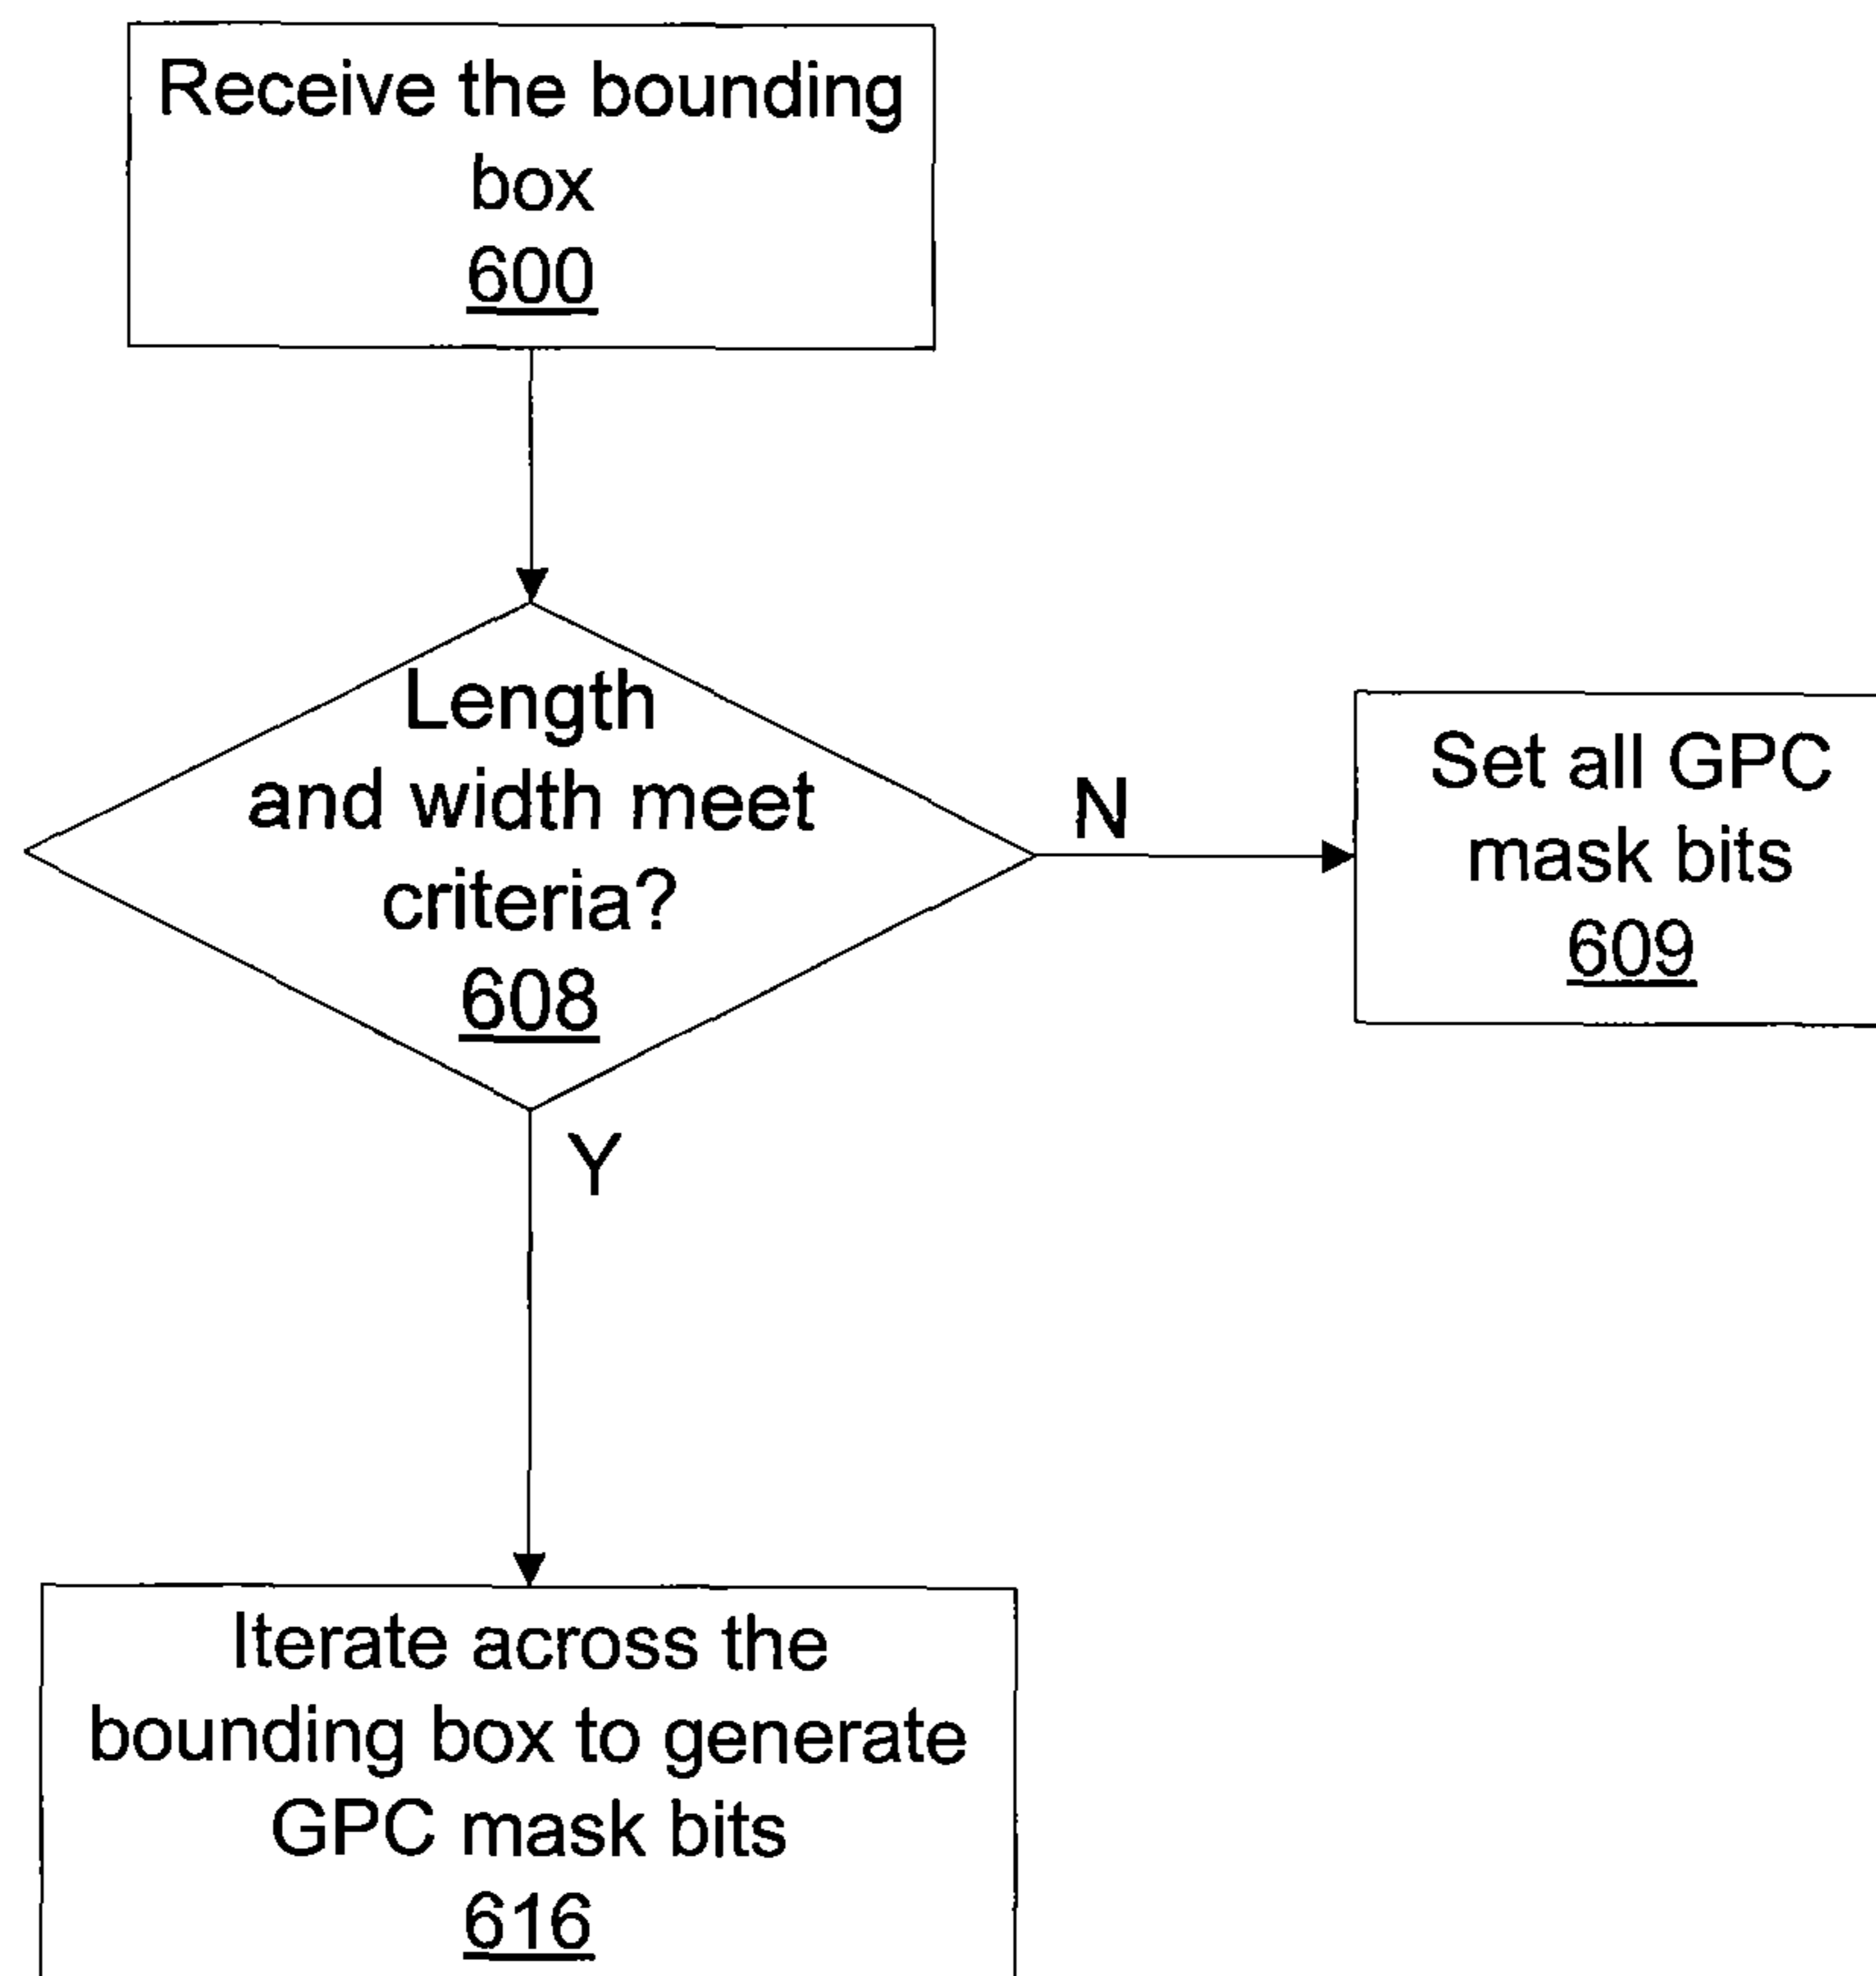 Receive the bounding
box
600
Length
and width meet
criteria?
608
N
Set all GPC
mask bits
609
Y
Iterate across the
bounding box to generate
GPC mask bits
616